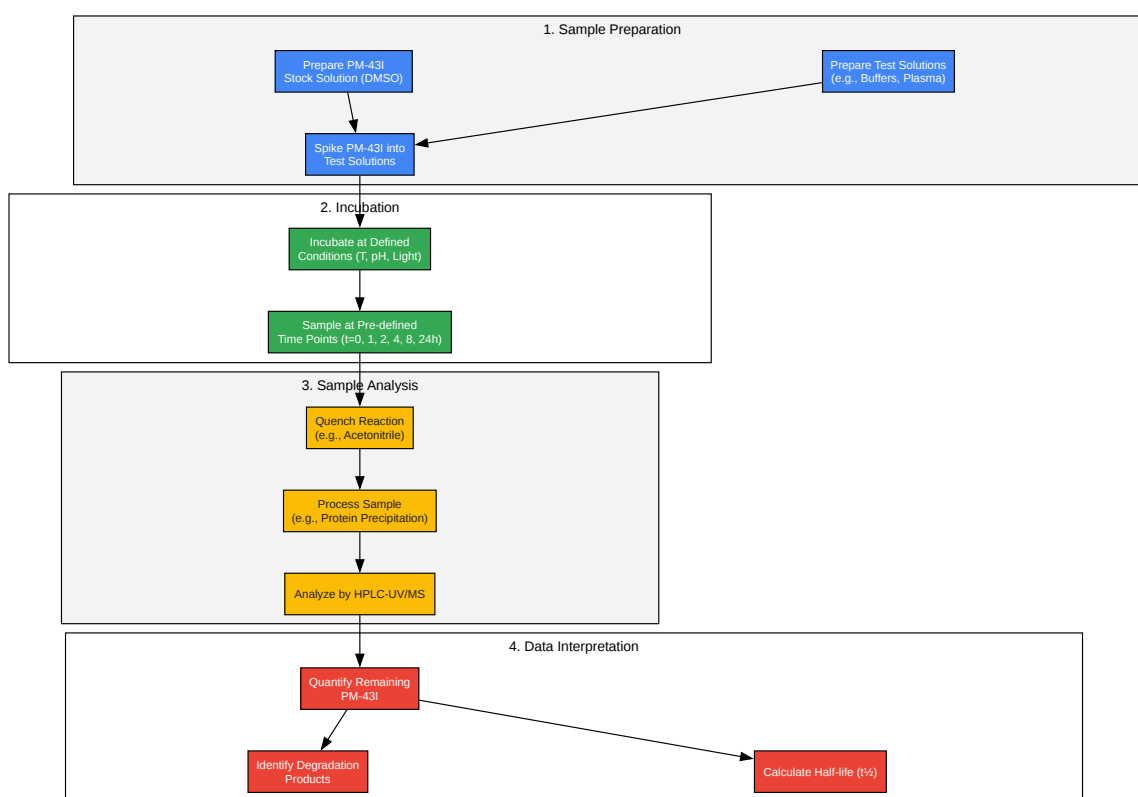 1. Sample Preparation
Prepare PM-43I
Stock Solution (DMSO)
Prepare Test Solutions
(e.g., Buffers, Plasma)
Spike PM-43I into
Test Solutions
2. Incubation
Incubate at Defined
Conditions (T, pH, Light)
Sample at Pre-defined
Time Points (t=0, 1, 2, 4, 8, 24h)
3. Sample Analysis
Quench Reaction
(e.g., Acetonitrile)
Process Sample
(e.g., Protein Precipitation)
Analyze by HPLC-UV/MS
4. Data Interpretation
Quantify Remaining
PM-43I
Identify Degradation
Products
Calculate Half-life (t½)